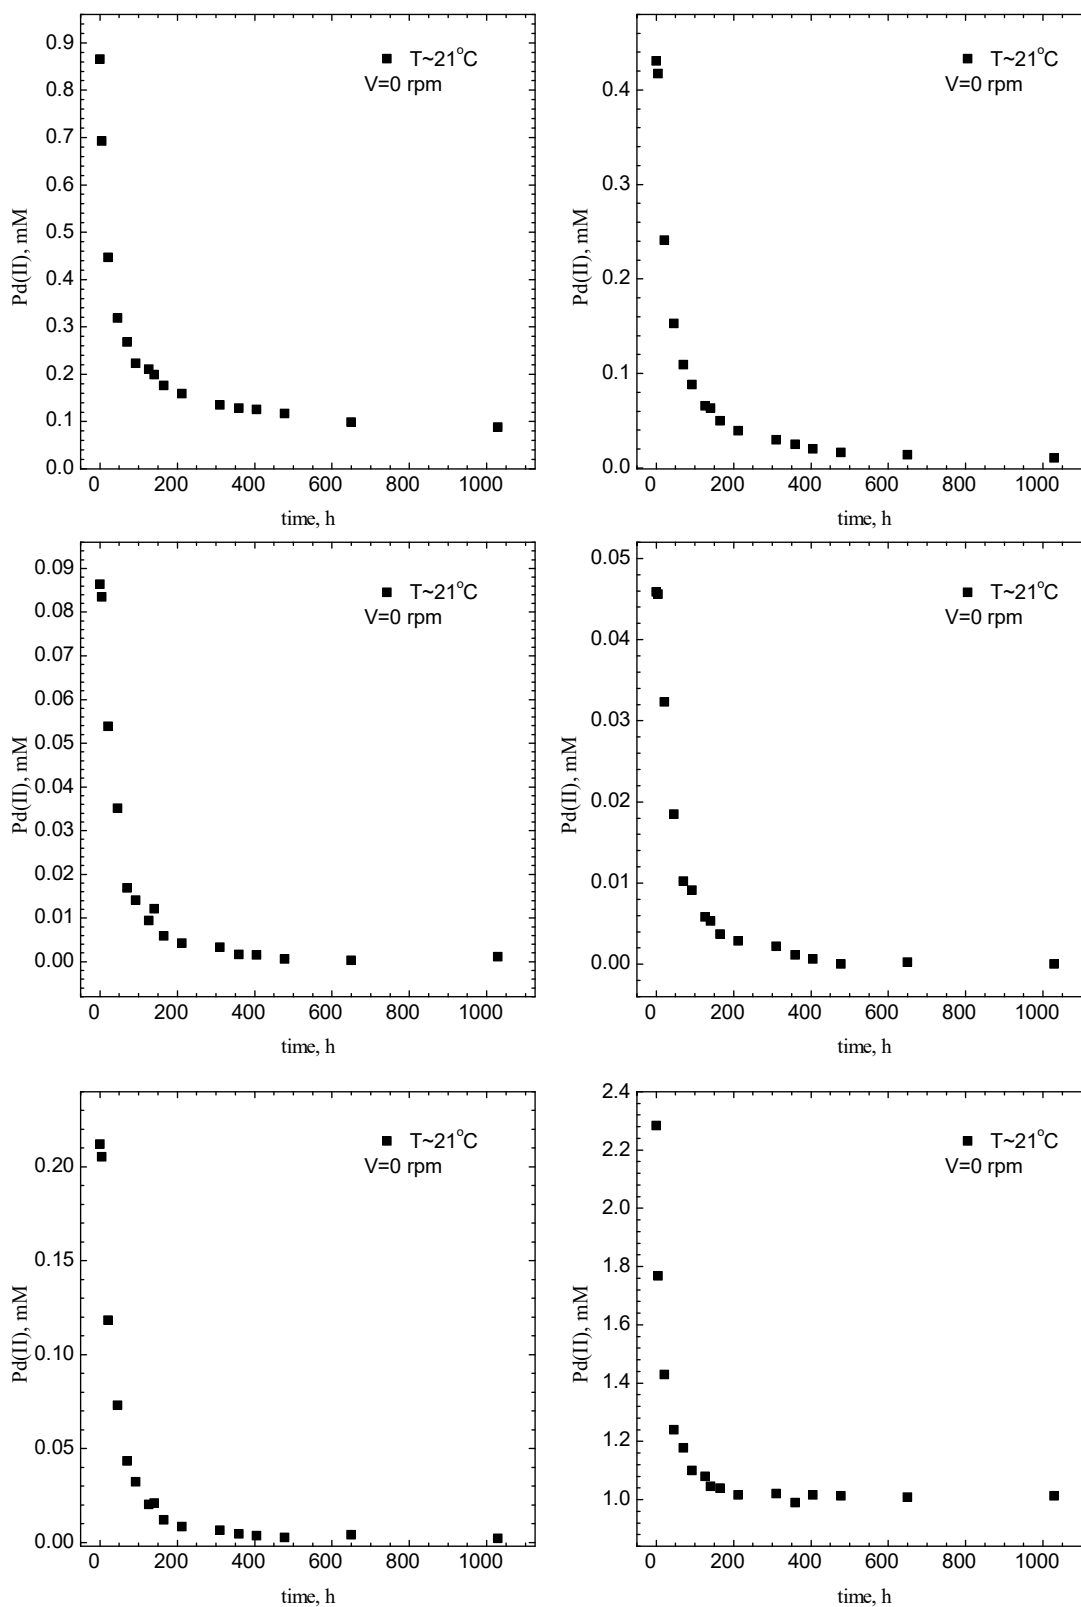 T~21°C
V=0 rpm
0.9
0.8
0.7
0.6
0.5
0.4
0.3
0.2
0.1
0.0
Pd(II), mM
0 200 400 600 800 1000
time, h
T~21°C
V=0 rpm
0.4
0.3
0.2
0.1
0.0
Pd(II), mM
0 200 400 600 800 1000
time, h
T~21°C
V=0 rpm
0.09
0.08
0.07
0.06
0.05
0.04
0.03
0.02
0.01
0.00
Pd(II), mM
0 200 400 600 800 1000
time, h
T~21°C
V=0 rpm
0.05
0.04
0.03
0.02
0.01
0.00
Pd(II), mM
0 200 400 600 800 1000
time, h
T~21°C
V=0 rpm
0.20
0.15
0.10
0.05
0.00
Pd(II), mM
0 200 400 600 800 1000
time, h
T~21°C
V=0 rpm
2.4
2.2
2.0
1.8
1.6
1.4
1.2
1.0
Pd(II), mM
0 200 400 600 800 1000
time, h